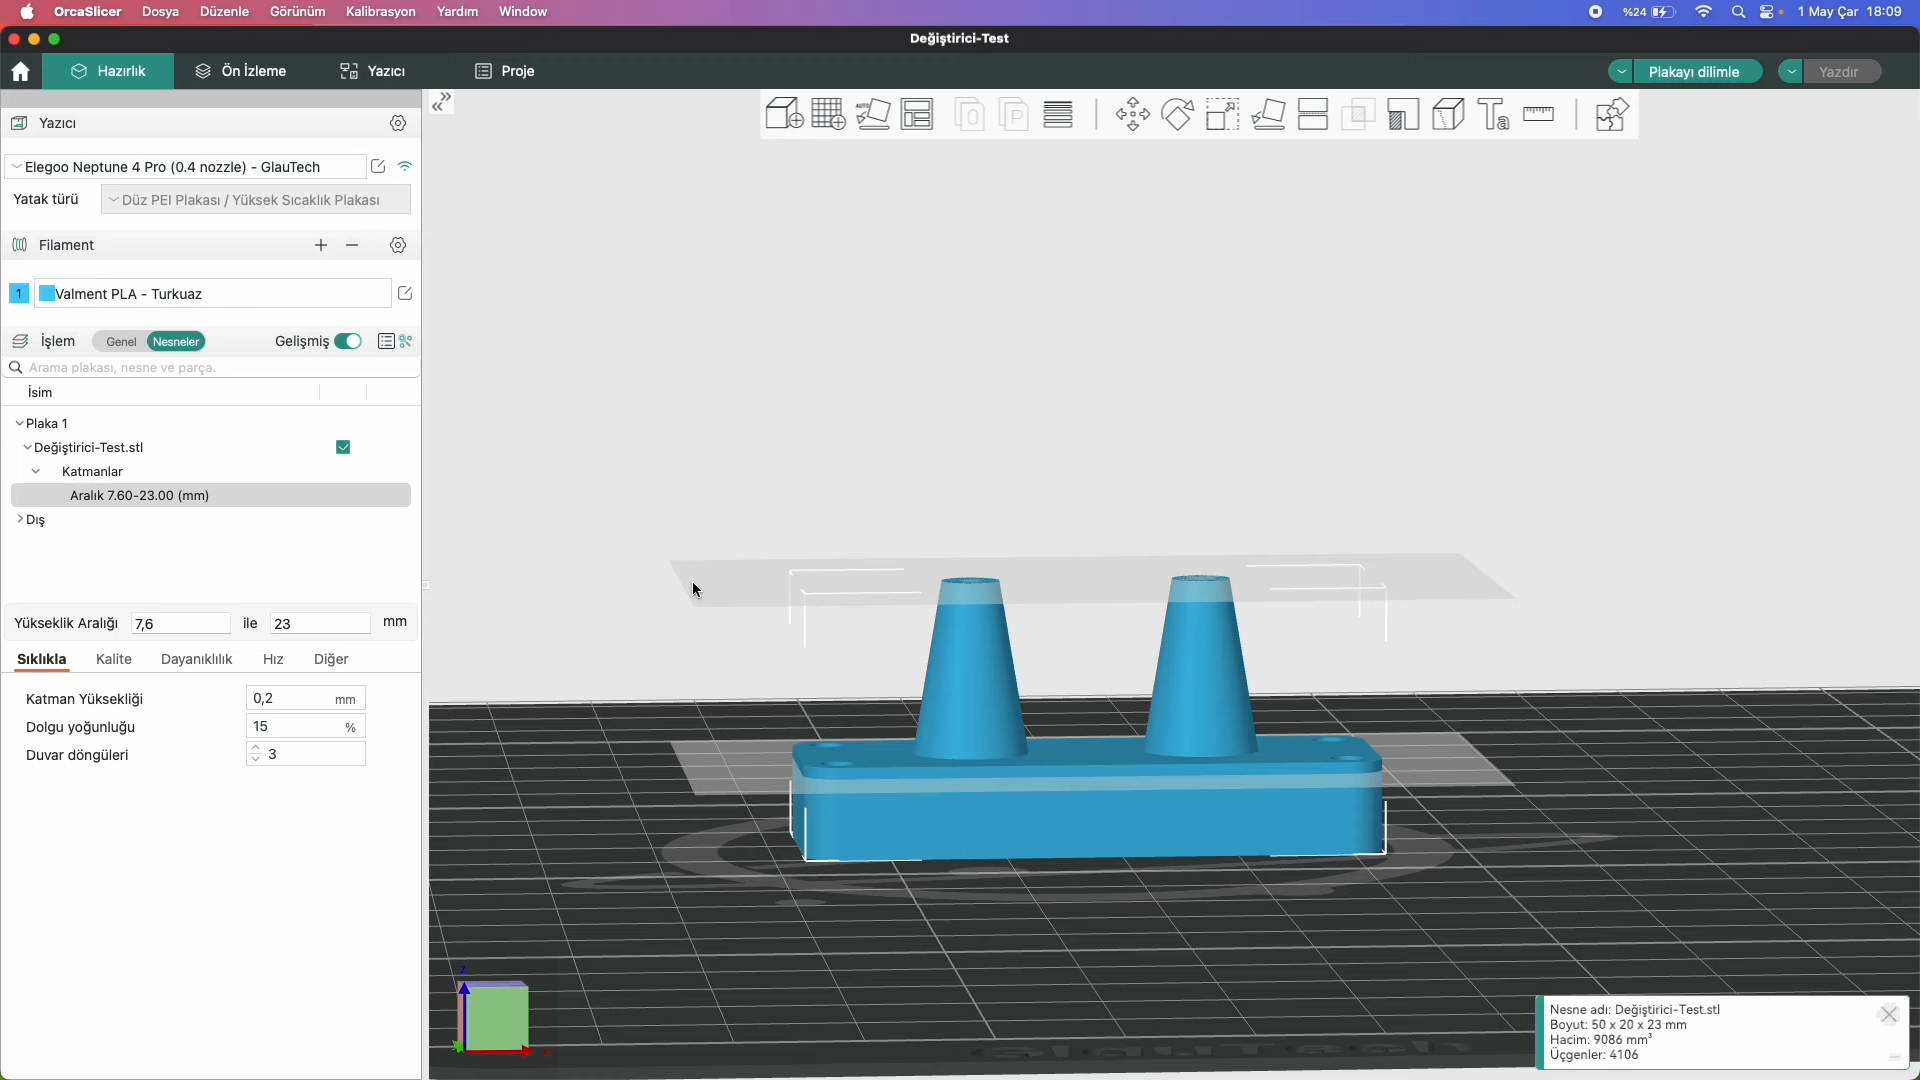 OrcaSlicer Dosya Düzenle Görünüm Kalibrasyon Yardım Window %24 1 May Çar 18:09
Değiştirici-Test
Hazırlık Ön İzleme Yazıcı Proje Plakayı dilimle Yazdır
Yazıcı
Elegoo Neptune 4 Pro (0.4 nozzle) - GlauTech
Yatak türü Düz PEI Plakası / Yüksek Sıcaklık Plakası
Filament
1 Valment PLA - Turkuaz
İşlem Genel Nesneler Gelişmiş
Arama plakası, nesne ve parça.
İsim
Plaka 1
Değiştirici-Test.stl
Katmanlar
Aralık 7.60-23.00 (mm)
Dış
Yükseklik Aralığı 7,6 ile 23 mm
Sıklıkla Kalite Dayanıklılık Hız Diğer
Katman Yüksekliği 0,2 mm
Dolgu yoğunluğu 15 %
Duvar döngüleri 3
AUTO
Nesne adı: Değiştirici-Test.stl
Boyut: 50 x 20 x 23 mm
Hacim: 9086 mm³
Üçgenler: 4106